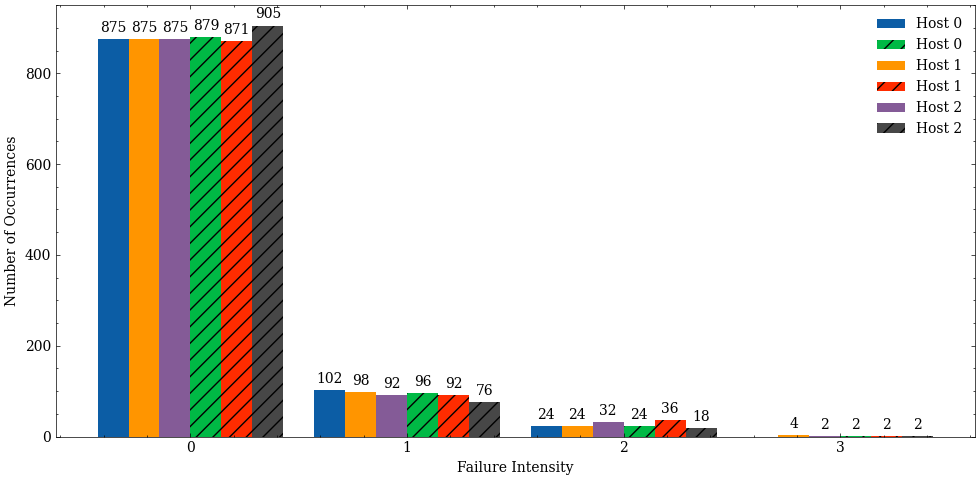 875 875 875 879 871 905
102 98 92 96 92 76
24 24 32 24 36 18
4 2 2 2 2
Host 0
Host 0
Host 1
Host 1
Host 2
Host 2
Number of Occurrences
800
600
400
200
0
0 1 2 3
Failure Intensity